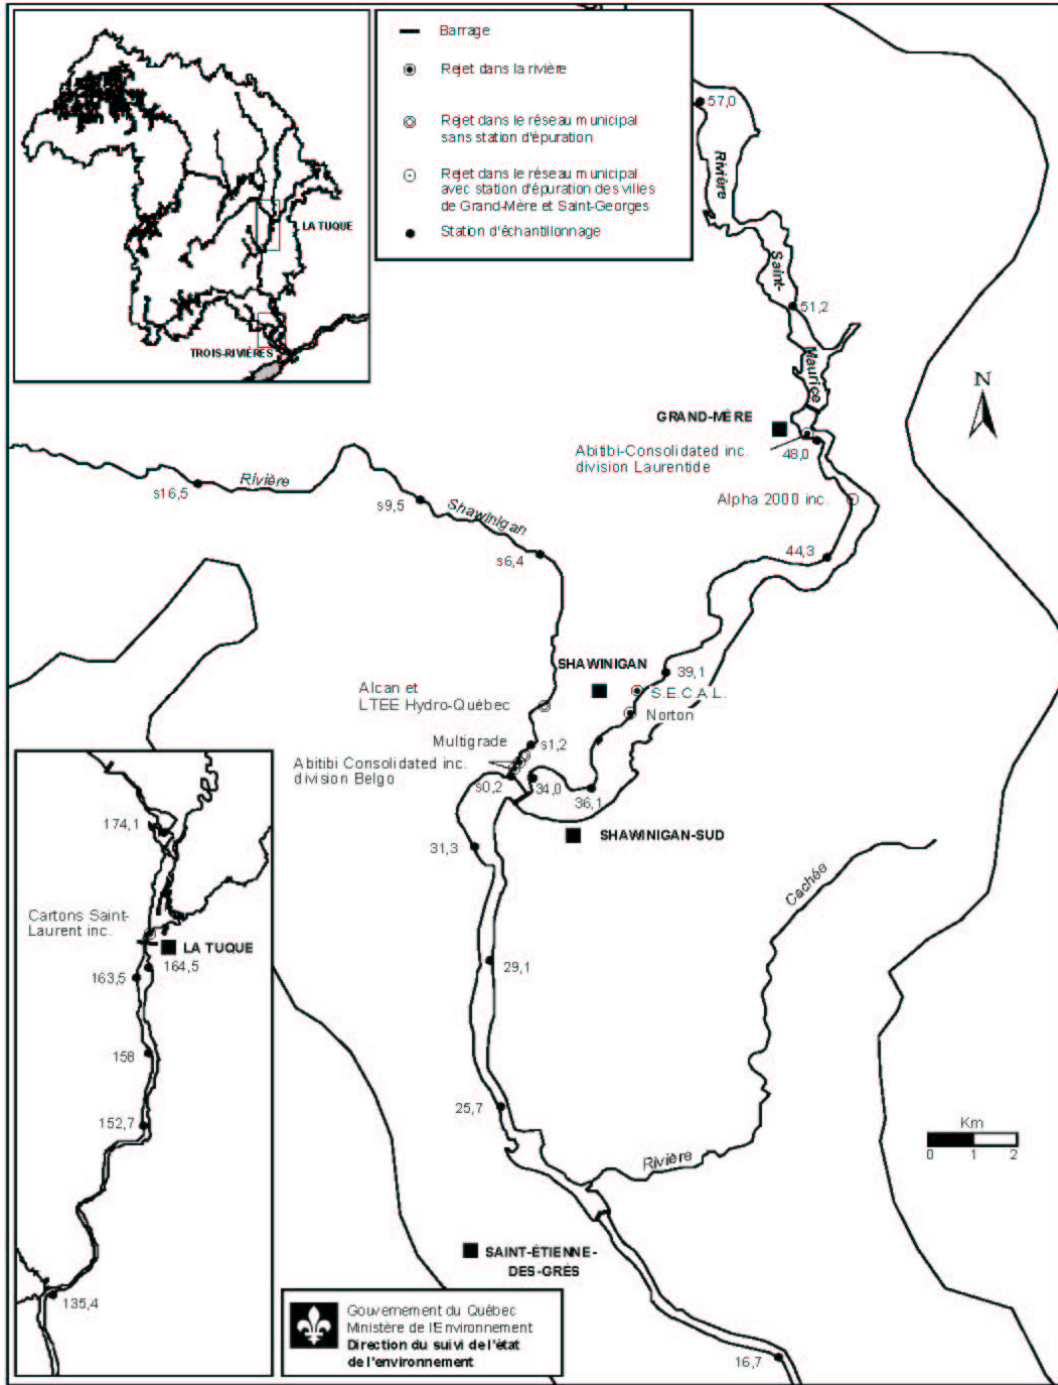 LA TUQUE
TROIS-RIVIÈRES
Barrage
Rejet dans la rivière
Rejet dans le réseau municipal
sans station d'épuration
Rejet dans le réseau municipal
avec station d'épuration des villes
de Grand-Mère et Saint-Georges
Station d'échantillonnage
57,0
Rivière
Saint-
51,2
Maurice
N
GRAND-MÈRE
Abitibi-Consolidated inc.
division Laurentide
48,0
Alpha 2000 inc.
44,3
Rivière
s16,5
s9,5
Shawinigan
s6,4
SHAWINIGAN
39,1
S.E.C.A.L.
Norton
Alcan et
LTEE Hydro-Québec
Multigrade
s1,2
Abitibi Consolidated inc.
division Belgo
s0,2
34,0
36,1
SHAWINIGAN-SUD
31,3
Cachée
29,1
25,7
Rivière
Km
0 1 2
174,1
Cartons Saint-
Laurent inc.
LA TUQUE
164,5
163,5
158
152,7
135,4
SAINT-ÉTIENNE-
DES-GRÈS
16,7
Gouvernement du Québec
Ministère de l'Environnement
Direction du suivi de l'état
de l'environnement